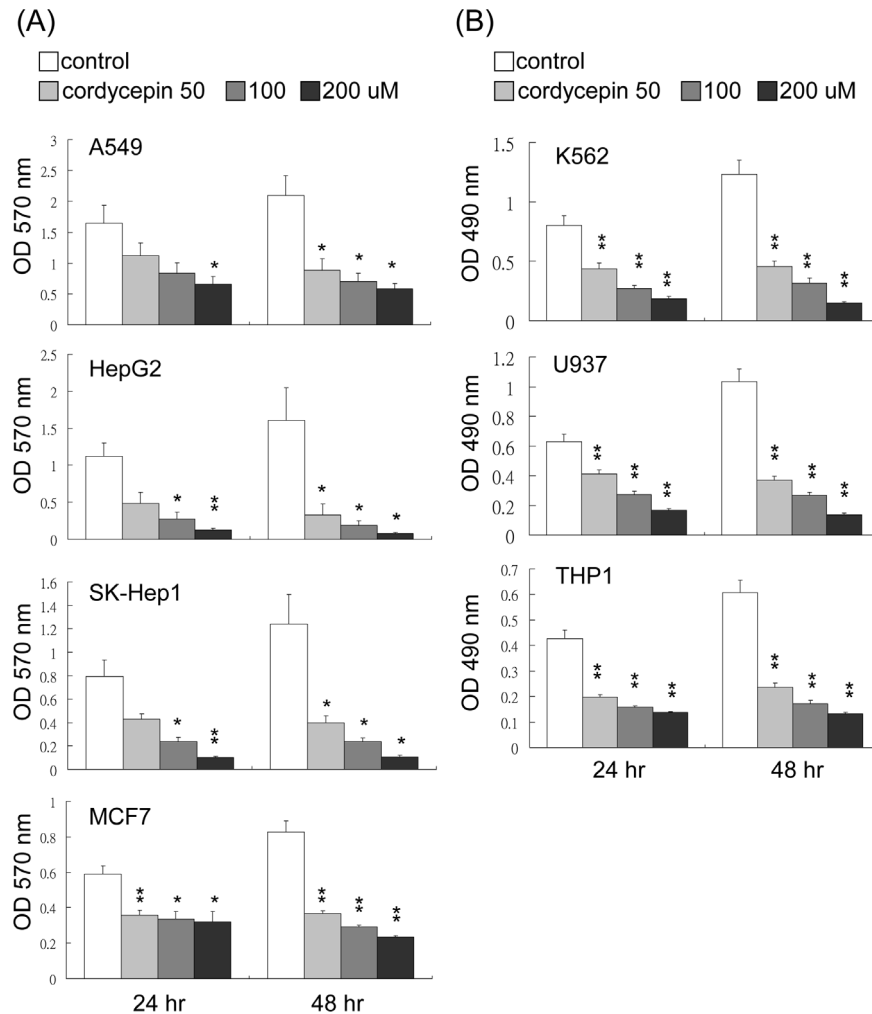 (A)
control
cordycepin 50 100 200 uM
A549
OD 570 nm
3
2.5
2
1.5
1
0.5
0
* * * *
HepG2
OD 570 nm
2.5
2
1.5
1
0.5
0
* ** * * *
SK-Hep1
OD 570 nm
1.6
1.4
1.2
1
0.8
0.6
0.4
0.2
0
* ** * * *
MCF7
OD 570 nm
1
0.8
0.6
0.4
0.2
0
** * * ** ** **
24 hr 48 hr
(B)
control
cordycepin 50 100 200 uM
K562
OD 490 nm
1.5
1
0.5
0
** ** ** ** ** **
U937
OD 490 nm
1.2
1
0.8
0.6
0.4
0.2
0
** ** ** ** ** **
THP1
OD 490 nm
0.7
0.6
0.5
0.4
0.3
0.2
0.1
0
** ** ** ** ** **
24 hr 48 hr